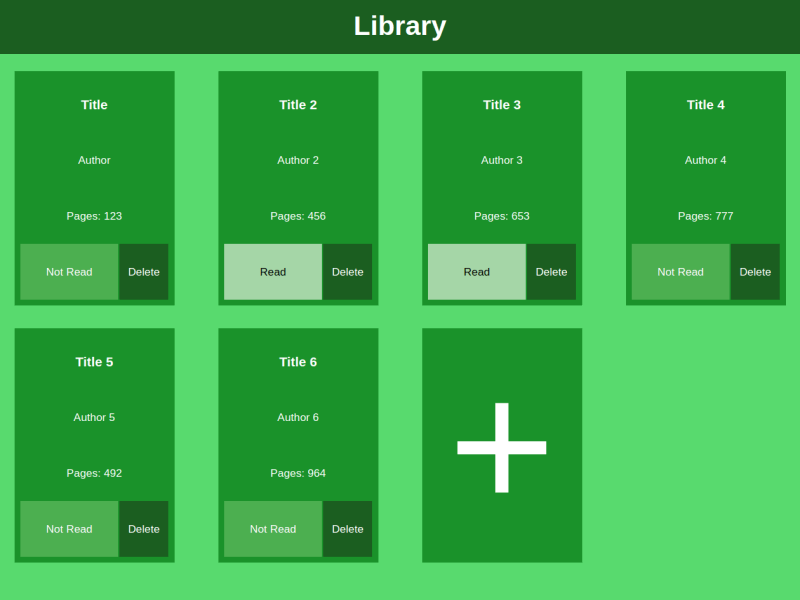 Library
Title
Author
Pages: 123
Not Read
Delete
Title 2
Author 2
Pages: 456
Read
Delete
Title 3
Author 3
Pages: 653
Read
Delete
Title 4
Author 4
Pages: 777
Not Read
Delete
Title 5
Author 5
Pages: 492
Not Read
Delete
Title 6
Author 6
Pages: 964
Not Read
Delete